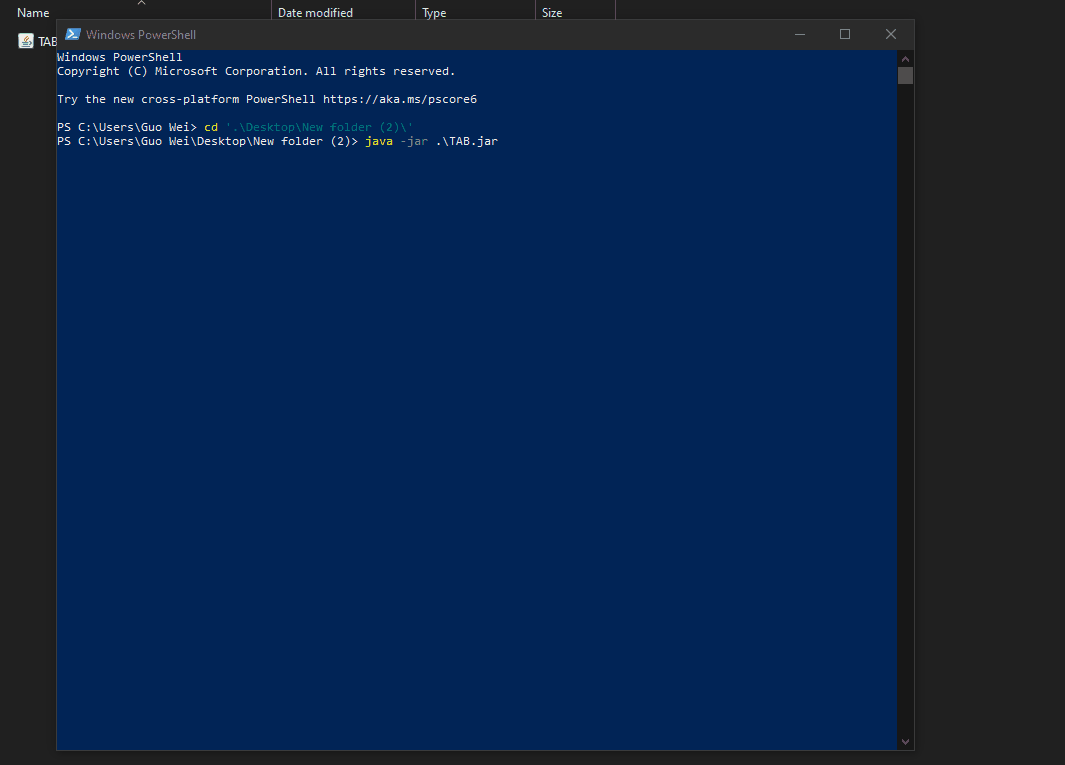 Name Date modified Type Size
TAB
Windows PowerShell
Windows PowerShell
Copyright (C) Microsoft Corporation. All rights reserved.
Try the new cross-platform PowerShell https://aka.ms/pscore6
PS C:\Users\Guo Wei> cd '.\Desktop\New folder (2)\'
PS C:\Users\Guo Wei\Desktop\New folder (2)> java -jar .\TAB.jar